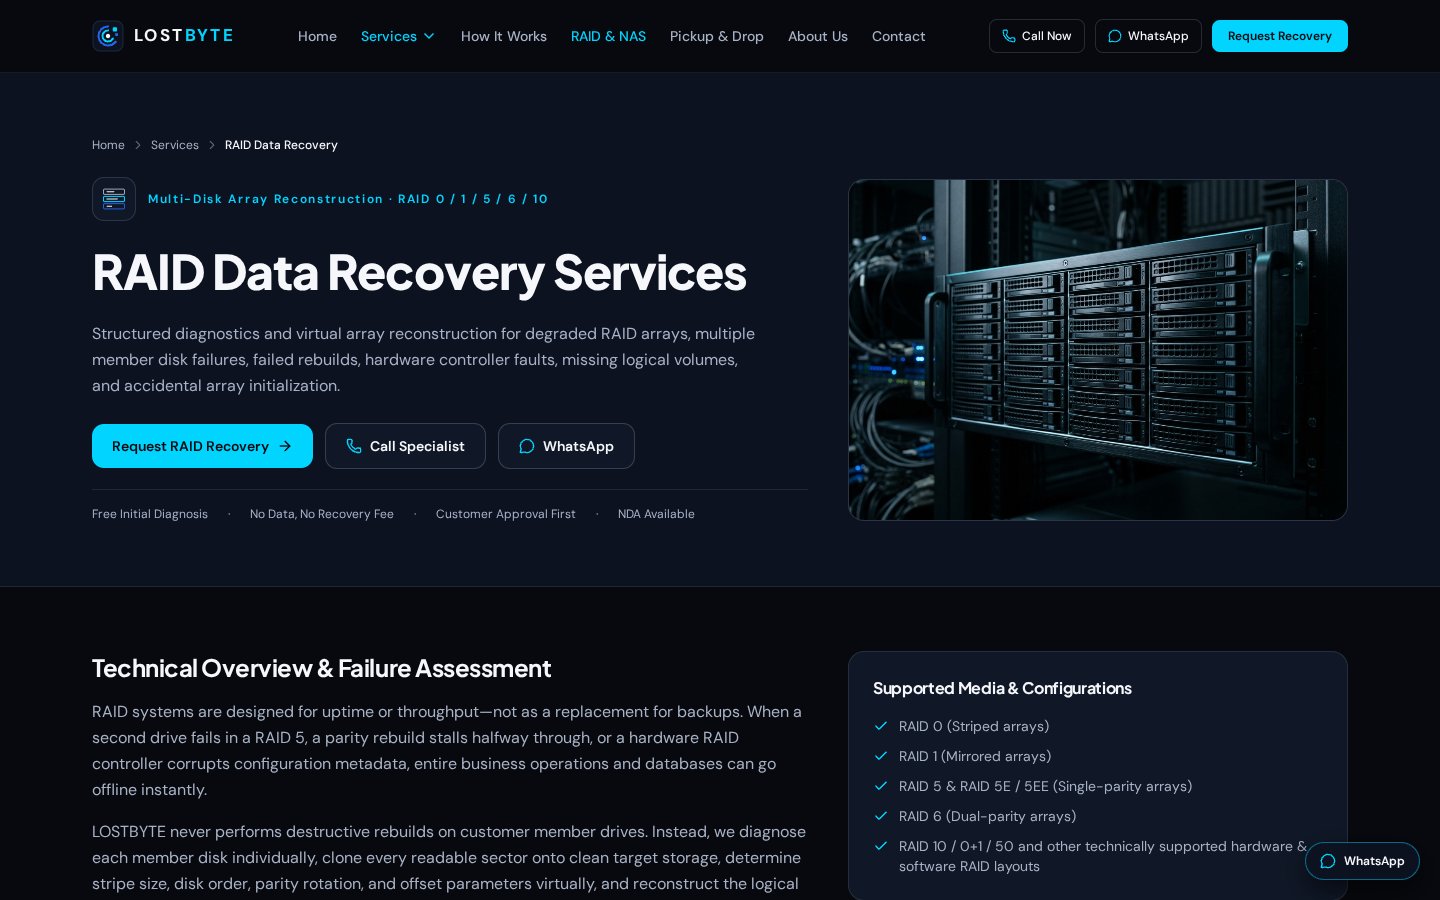 LOSTBYTE
Home
Services
How It Works
RAID & NAS
Pickup & Drop
About Us
Contact
Call Now
WhatsApp
Request Recovery
Home
Services
RAID Data Recovery
Multi-Disk Array Reconstruction · RAID 0 / 1 / 5 / 6 / 10
RAID Data Recovery Services
Structured diagnostics and virtual array reconstruction for degraded RAID arrays, multiple
member disk failures, failed rebuilds, hardware controller faults, missing logical volumes,
and accidental array initialization.
Request RAID Recovery
Call Specialist
WhatsApp
Free Initial Diagnosis · No Data, No Recovery Fee · Customer Approval First · NDA Available
Technical Overview & Failure Assessment
RAID systems are designed for uptime or throughput—not as a replacement for backups. When a
second drive fails in a RAID 5, a parity rebuild stalls halfway through, or a hardware RAID
controller corrupts configuration metadata, entire business operations and databases can go
offline instantly.
LOSTBYTE never performs destructive rebuilds on customer member drives. Instead, we diagnose
each member disk individually, clone every readable sector onto clean target storage, determine
stripe size, disk order, parity rotation, and offset parameters virtually, and reconstruct the logical
Supported Media & Configurations
RAID 0 (Striped arrays)
RAID 1 (Mirrored arrays)
RAID 5 & RAID 5E / 5EE (Single-parity arrays)
RAID 6 (Dual-parity arrays)
RAID 10 / 0+1 / 50 and other technically supported hardware &
software RAID layouts
WhatsApp